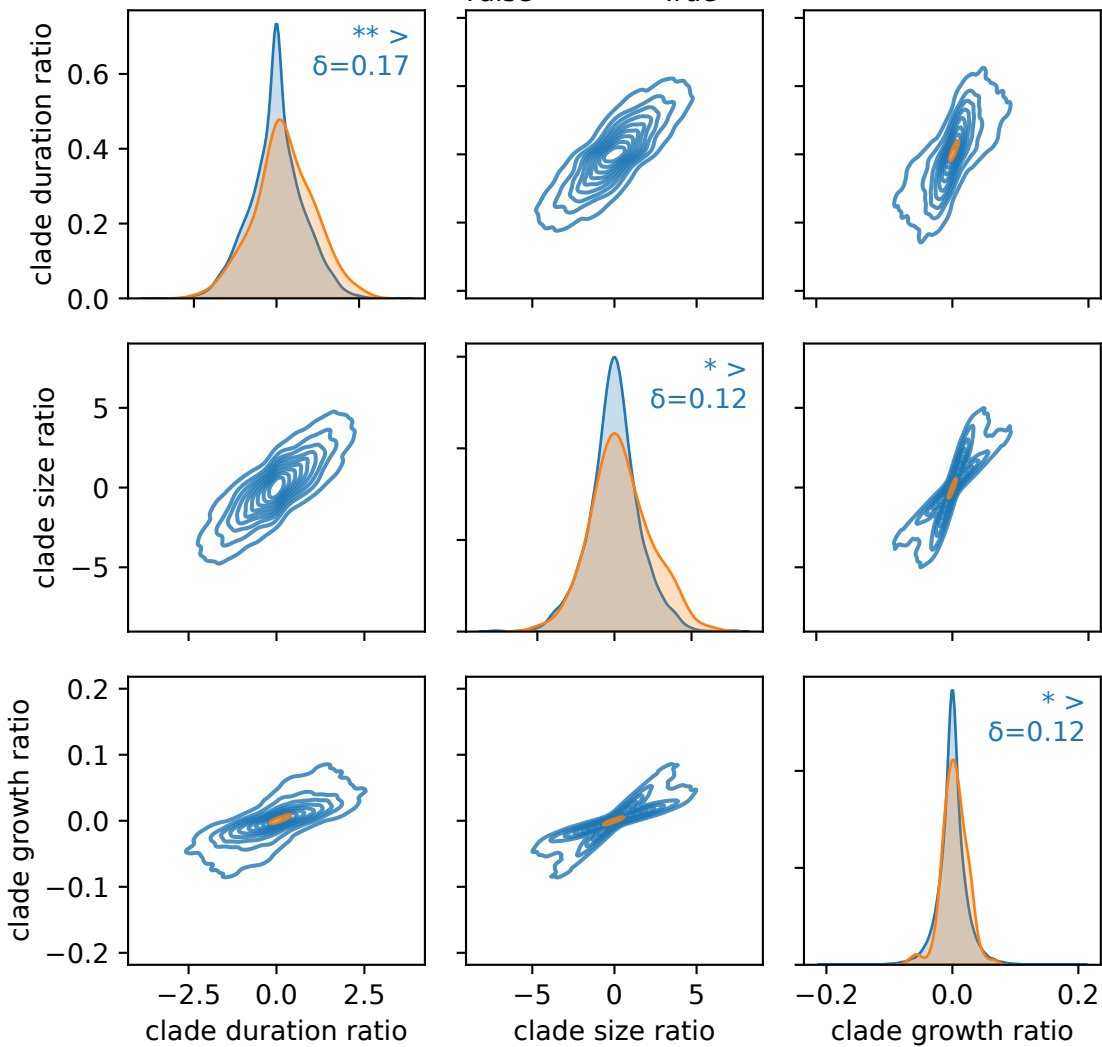 clade duration ratio
0.6
0.4
0.2
0.0
** >
δ=0.17
clade size ratio
5
0
−5
* >
δ=0.12
clade growth ratio
0.2
0.1
0.0
−0.1
−0.2
* >
δ=0.12
−2.5 0.0 2.5
−5 0 5
−0.2 0.0 0.2
clade duration ratio
clade size ratio
clade growth ratio